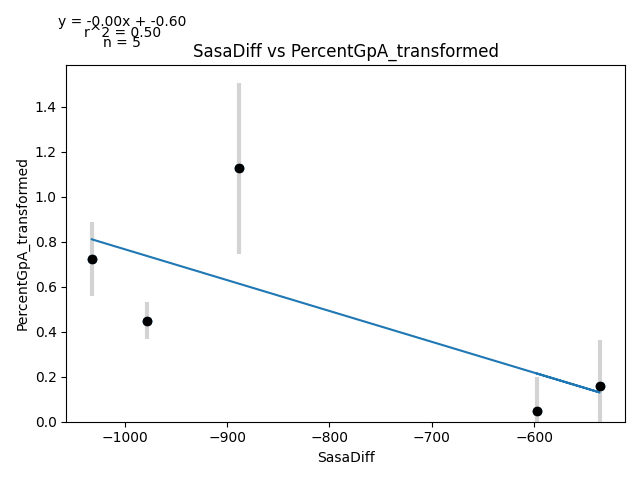 y = -0.00x + -0.60
r^2 = 0.50
n = 5
SasaDiff vs PercentGpA_transformed
1.4
1.2
1.0
0.8
0.6
0.4
0.2
0.0
PercentGpA_transformed
−1000
−900
−800
−700
−600
SasaDiff